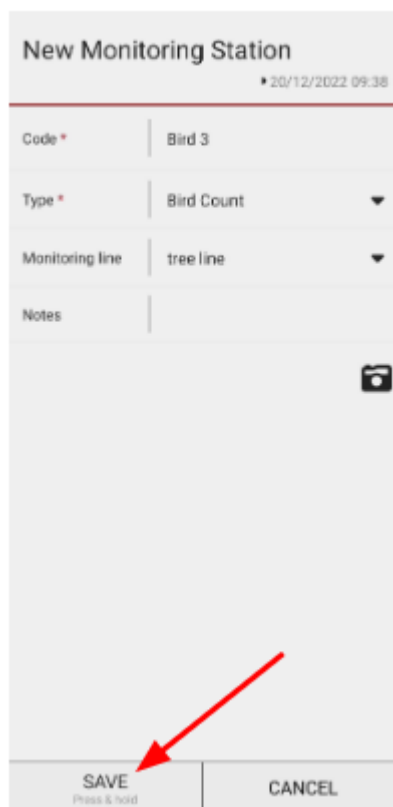 New Monitoring Station
20/12/2022 09:38
Code * Bird 3
Type * Bird Count
Monitoring line tree line
Notes
SAVE CANCEL
Press & hold